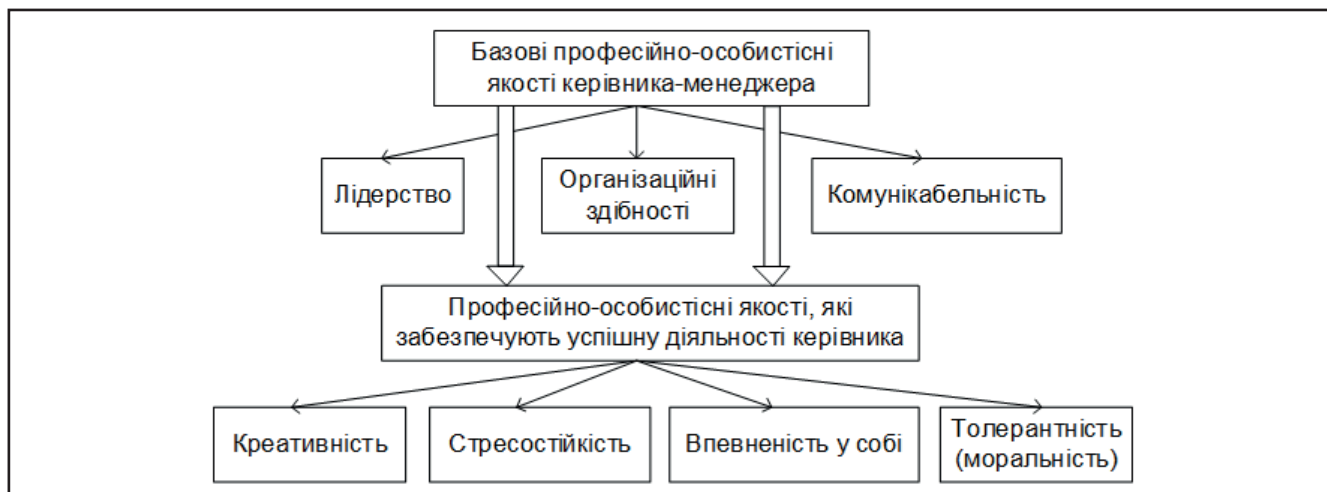 Базові професійно-особистісні
якості керівника-менеджера
Лідерство
Організаційні
здібності
Комунікабельність
Професійно-особистісні якості, які
забезпечують успішну діяльності керівника
Креативність
Стресостійкість
Впевненість у собі
Толерантність
(моральність)